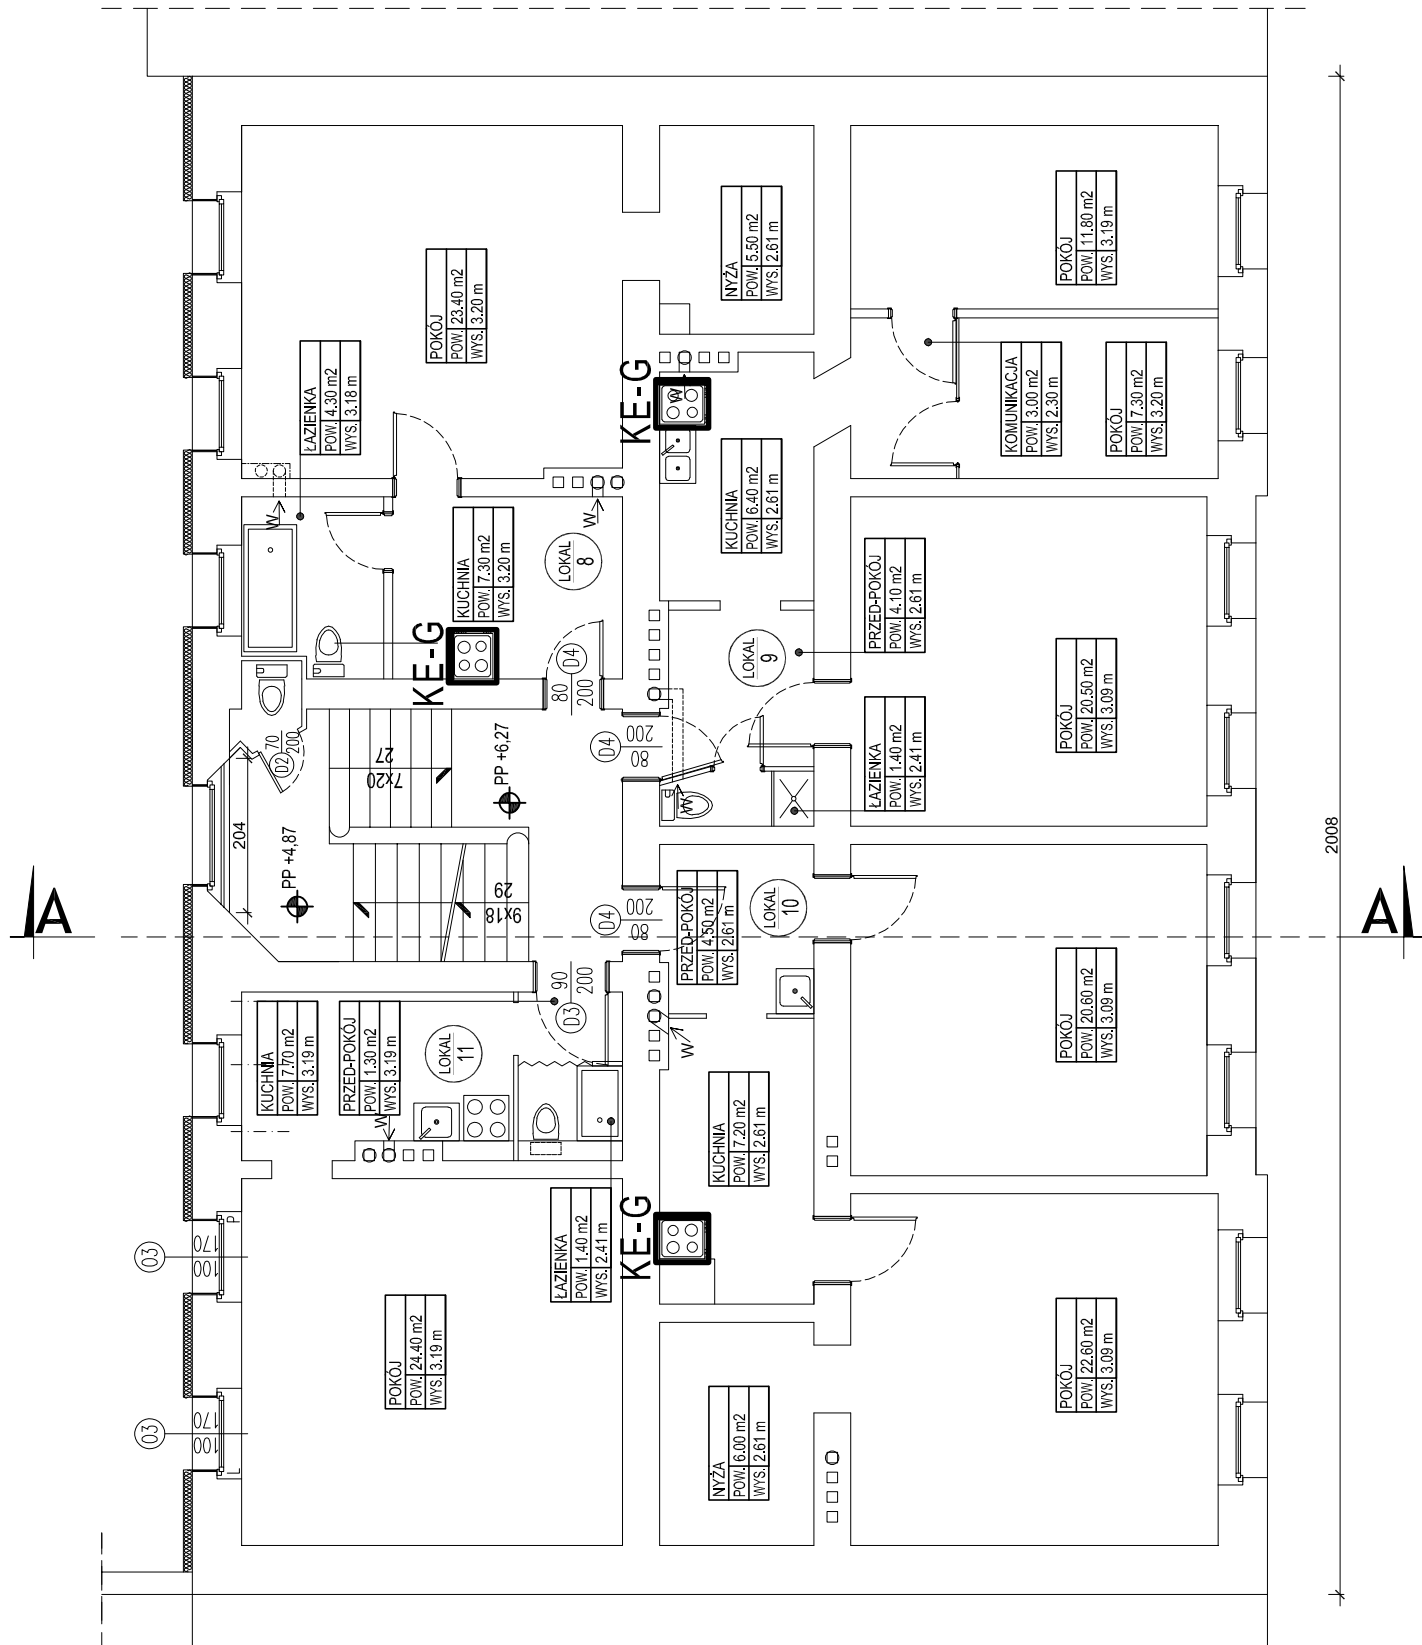 ŁAZIENKA
POW. 4.30 m2
WYS. 3.18 m
POKÓJ
POW. 23.40 m2
WYS. 3.20 m
NYŻA
POW. 5.50 m2
WYS. 2.61 m
POKÓJ
POW. 11.80 m2
WYS. 3.19 m
KOMUNIKACJA
POW. 3.00 m2
WYS. 2.30 m
POKÓJ
POW. 7.30 m2
WYS. 3.20 m
KE-G
W
W
W
KUCHNIA
POW. 7.30 m2
WYS. 3.20 m
LOKAL
8
KUCHNIA
POW. 6.40 m2
WYS. 2.61 m
PRZED-POKÓJ
POW. 4.10 m2
WYS. 2.61 m
KE-G
D4
80
200
LOKAL
9
POKÓJ
POW. 20.50 m2
WYS. 3.09 m
ŁAZIENKA
POW. 1.40 m2
WYS. 2.41 m
D2
70
200
7x20
27
PP +6,27
D4
80
200
W
204
PP +4,87
9x18
29
D4
80
200
PRZED-POKÓJ
POW. 4.50 m2
WYS. 2.61 m
LOKAL
10
2008
A
A
D3
90
200
POKÓJ
POW. 20.60 m2
WYS. 3.09 m
KUCHNIA
POW. 7.70 m2
WYS. 3.19 m
PRZED-POKÓJ
POW. 1.30 m2
WYS. 3.19 m
LOKAL
11
W
W
KUCHNIA
POW. 7.20 m2
WYS. 2.61 m
ŁAZIENKA
POW. 1.40 m2
WYS. 2.41 m
KE-G
O3
100
170
P
POKÓJ
POW. 24.40 m2
WYS. 3.19 m
POKÓJ
POW. 22.60 m2
WYS. 3.09 m
O3
100
170
L
NYŻA
POW. 6.00 m2
WYS. 2.61 m